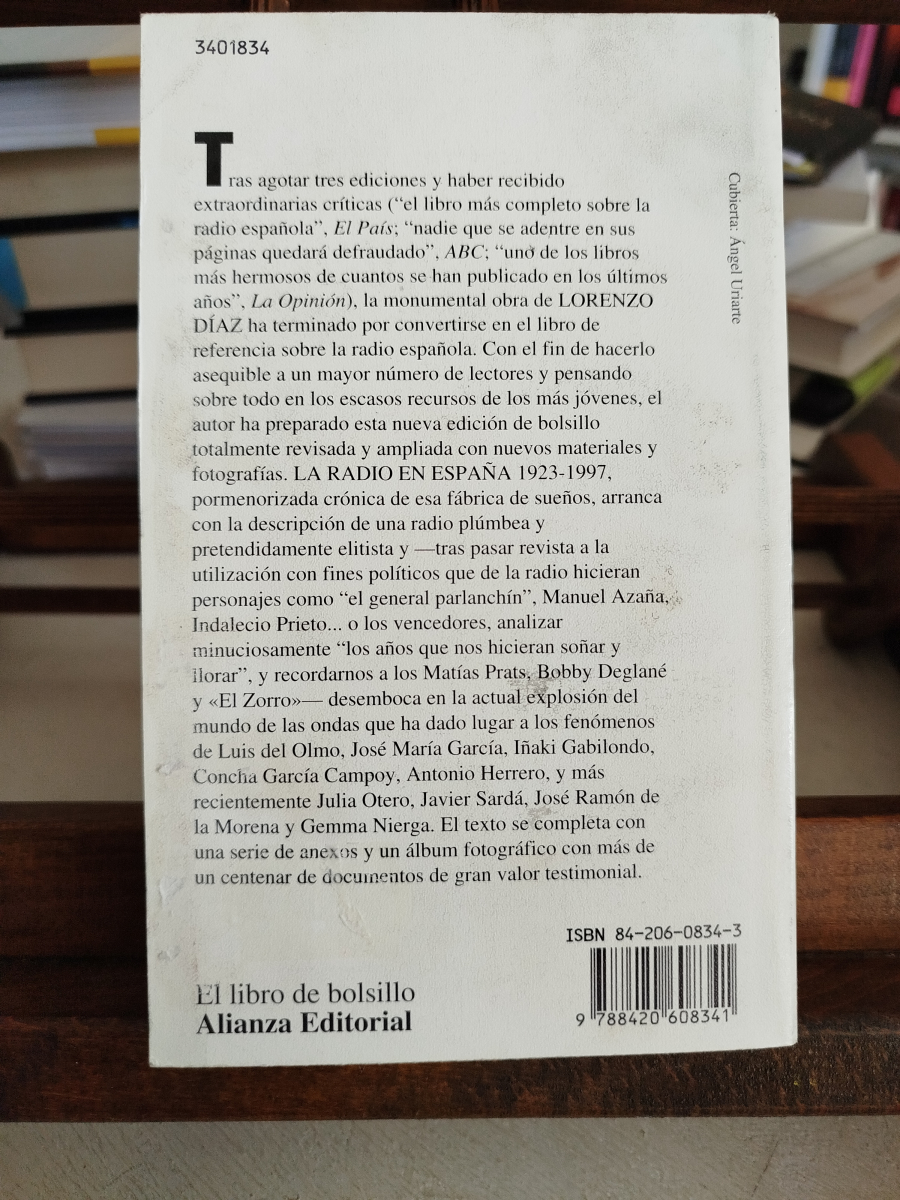 3401834
Tras agotar tres ediciones y haber recibido
extraordinarias críticas (“el libro más completo sobre la
radio española”, El País; “nadie que se adentre en sus
páginas quedará defraudado”, ABC; “uno de los libros
más hermosos de cuantos se han publicado en los últimos
años”, La Opinión), la monumental obra de LORENZO
DÍAZ ha terminado por convertirse en el libro de
referencia sobre la radio española. Con el fin de hacerlo
asequible a un mayor número de lectores y pensando
sobre todo en los escasos recursos de los más jóvenes, el
autor ha preparado esta nueva edición de bolsillo
totalmente revisada y ampliada con nuevos materiales y
fotografías. LA RADIO EN ESPAÑA 1923-1997,
pormenorizada crónica de esa fábrica de sueños, arranca
con la descripción de una radio plúmbea y
pretendidamente elitista y —tras pasar revista a la
utilización con fines políticos que de la radio hicieran
personajes como “el general parlanchín”, Manuel Azaña,
Indalecio Prieto... o los vencedores, analizar
minuciosamente “los años que nos hicieran soñar y
llorar”, y recordarnos a los Matías Prats, Bobby Deglané
y «El Zorro»— desemboca en la actual explosión del
mundo de las ondas que ha dado lugar a los fenómenos
de Luis del Olmo, José María García, Iñaki Gabilondo,
Concha García Campoy, Antonio Herrero, y más
recientemente Julia Otero, Javier Sardá, José Ramón de
la Morena y Gemma Nierga. El texto se completa con
una serie de anexos y un álbum fotográfico con más de
un centenar de documentos de gran valor testimonial.
Cubierta: Ángel Uriarte
ISBN 84-206-0834-3
9 788420 608341
El libro de bolsillo
Alianza Editorial